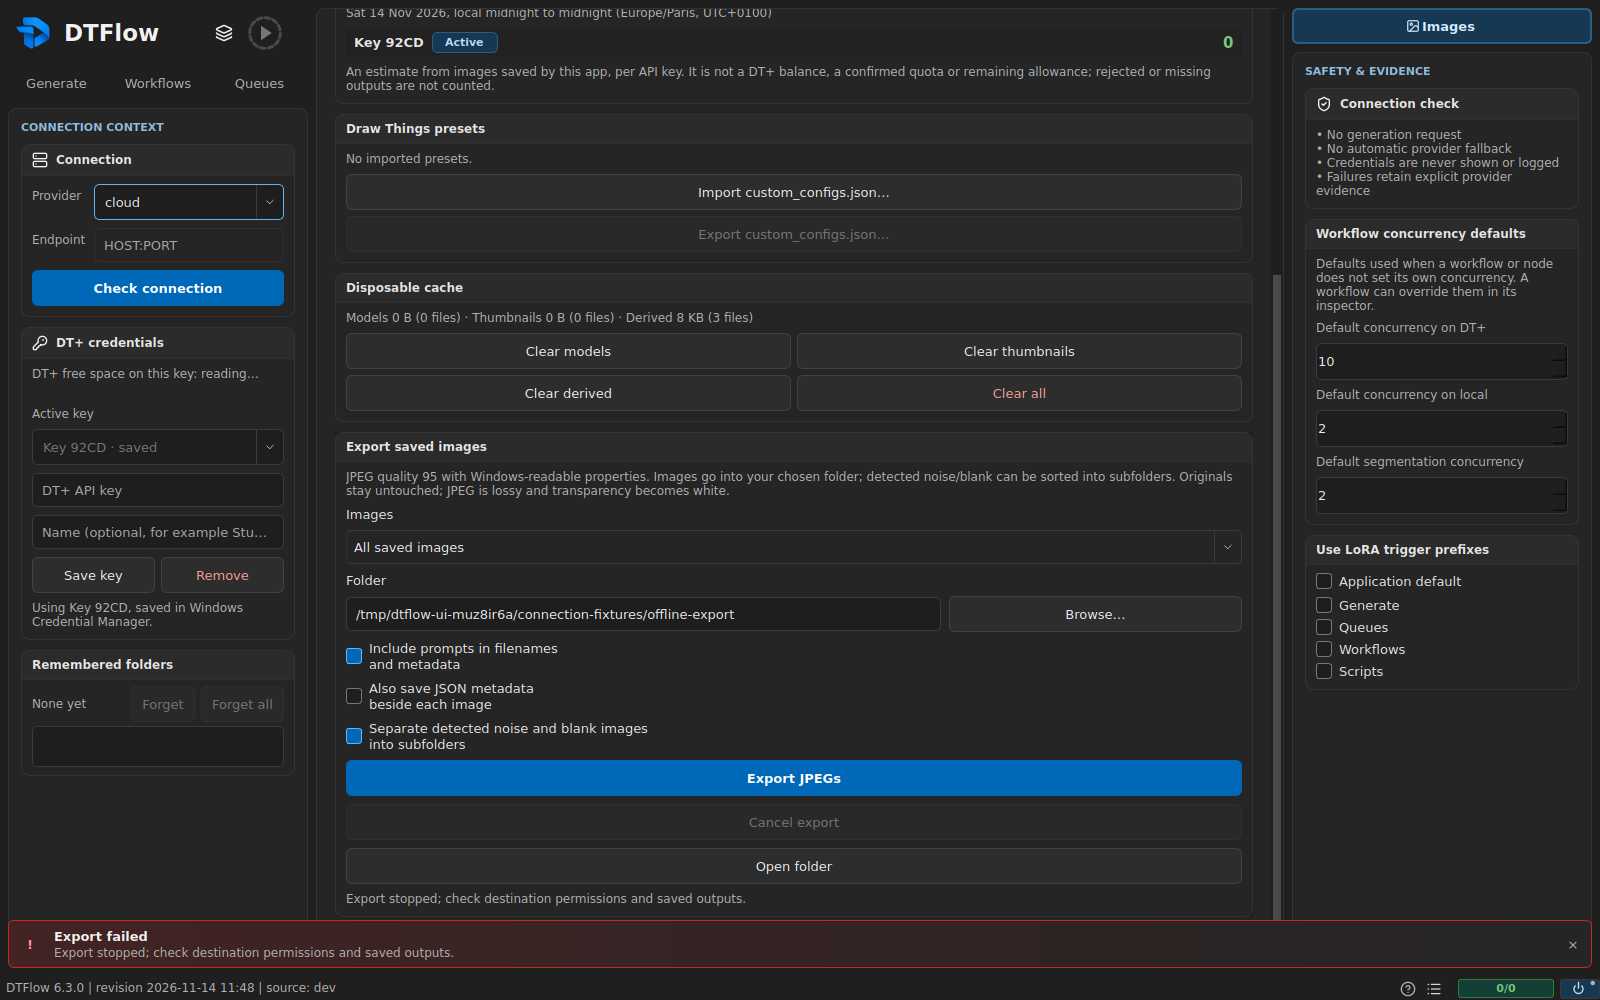 DTFlow
Generate
Workflows
Queues
CONNECTION CONTEXT
Connection
Provider
cloud
Endpoint
HOST:PORT
Check connection
DT+ credentials
DT+ free space on this key: reading...
Active key
Key 92CD · saved
DT+ API key
Name (optional, for example Stu...
Save key
Remove
Using Key 92CD, saved in Windows
Credential Manager.
Remembered folders
None yet
Forget
Forget all
Sat 14 Nov 2026, local midnight to midnight (Europe/Paris, UTC+0100)
Key 92CD
Active
0
An estimate from images saved by this app, per API key. It is not a DT+ balance, a confirmed quota or remaining allowance; rejected or missing
outputs are not counted.
Draw Things presets
No imported presets.
Import custom_configs.json...
Export custom_configs.json...
Disposable cache
Models 0 B (0 files) · Thumbnails 0 B (0 files) · Derived 8 KB (3 files)
Clear models
Clear thumbnails
Clear derived
Clear all
Export saved images
JPEG quality 95 with Windows-readable properties. Images go into your chosen folder; detected noise/blank can be sorted into subfolders. Originals
stay untouched; JPEG is lossy and transparency becomes white.
Images
All saved images
Folder
/tmp/dtflow-ui-muz8ir6a/connection-fixtures/offline-export
Browse...
Include prompts in filenames
and metadata
Also save JSON metadata
beside each image
Separate detected noise and blank images
into subfolders
Export JPEGs
Cancel export
Open folder
Export stopped; check destination permissions and saved outputs.
Images
SAFETY & EVIDENCE
Connection check
• No generation request
• No automatic provider fallback
• Credentials are never shown or logged
• Failures retain explicit provider
evidence
Workflow concurrency defaults
Defaults used when a workflow or node
does not set its own concurrency. A
workflow can override them in its
inspector.
Default concurrency on DT+
10
Default concurrency on local
2
Default segmentation concurrency
2
Use LoRA trigger prefixes
Application default
Generate
Queues
Workflows
Scripts
!
Export failed
Export stopped; check destination permissions and saved outputs.
×
DTFlow 6.3.0 | revision 2026-11-14 11:48 | source: dev
0/0